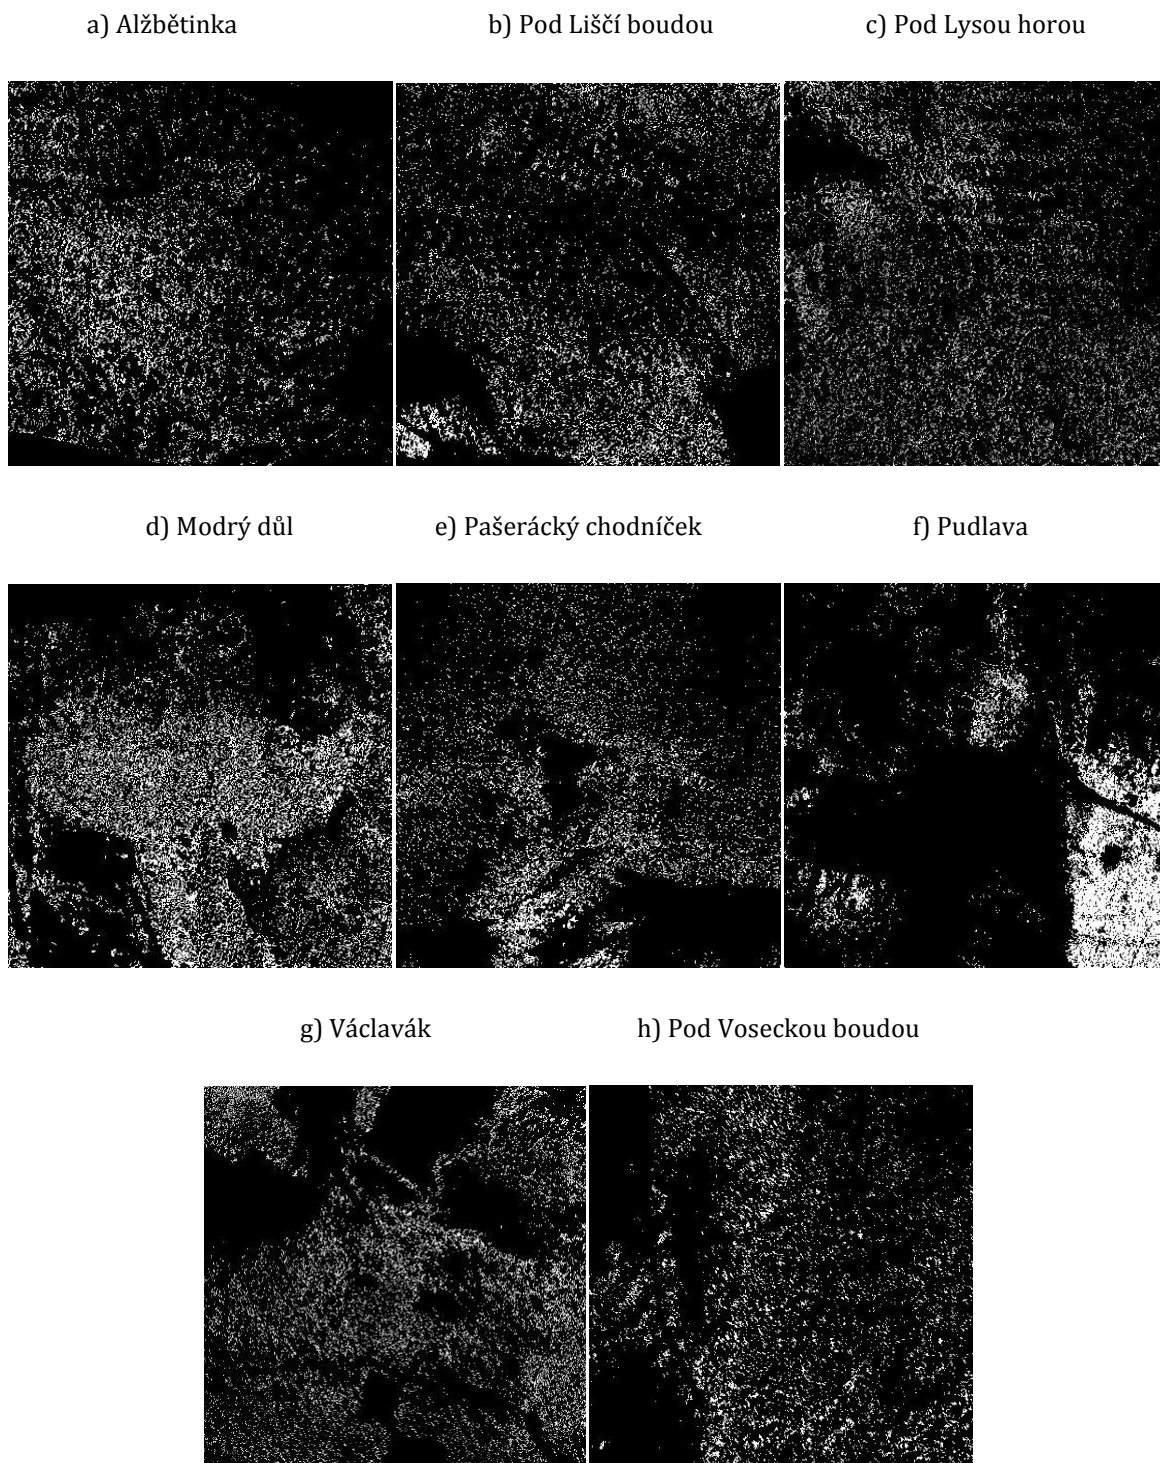 a) Alžbětinka b) Pod Liščí boudou c) Pod Lysou horou
d) Modrý důl e) Pašerácký chodníček f) Pudlava
g) Václavák h) Pod Voseckou boudou